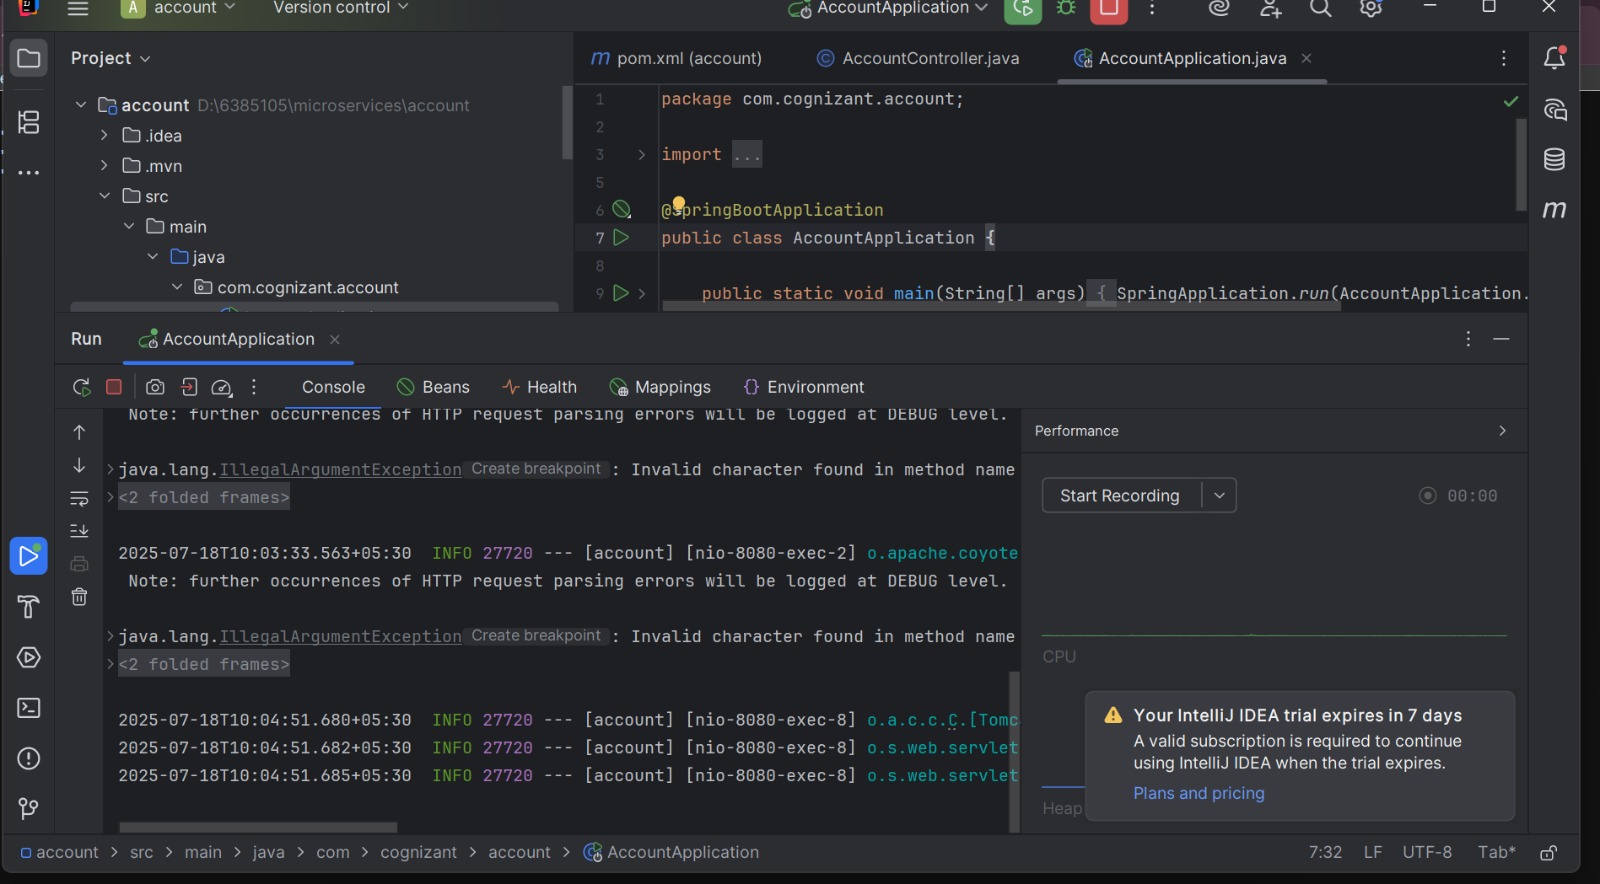 A account
Version control
AccountApplication
Project
m pom.xml (account)
AccountController.java
AccountApplication.java
account D:\6385105\microservices\account
.idea
.mvn
src
main
java
com.cognizant.account
1 package com.cognizant.account;
2
3 import ...
5
6 @SpringBootApplication
7 public class AccountApplication {
8
9 public static void main(String[] args) { SpringApplication.run(AccountApplication.
Run
AccountApplication
Console
Beans
Health
Mappings
Environment
Note: further occurrences of HTTP request parsing errors will be logged at DEBUG level.
java.lang.IllegalArgumentException Create breakpoint : Invalid character found in method name
<2 folded frames>
2025-07-18T10:03:33.563+05:30 INFO 27720 --- [account] [nio-8080-exec-2] o.apache.coyote
Note: further occurrences of HTTP request parsing errors will be logged at DEBUG level.
java.lang.IllegalArgumentException Create breakpoint : Invalid character found in method name
<2 folded frames>
2025-07-18T10:04:51.680+05:30 INFO 27720 --- [account] [nio-8080-exec-8] o.a.c.c.C.[Tomc
2025-07-18T10:04:51.682+05:30 INFO 27720 --- [account] [nio-8080-exec-8] o.s.web.servlet
2025-07-18T10:04:51.685+05:30 INFO 27720 --- [account] [nio-8080-exec-8] o.s.web.servlet
Performance
Start Recording
00:00
CPU
Heap
Your IntelliJ IDEA trial expires in 7 days
A valid subscription is required to continue
using IntelliJ IDEA when the trial expires.
Plans and pricing
account > src > main > java > com > cognizant > account > AccountApplication
7:32 LF UTF-8 Tab*